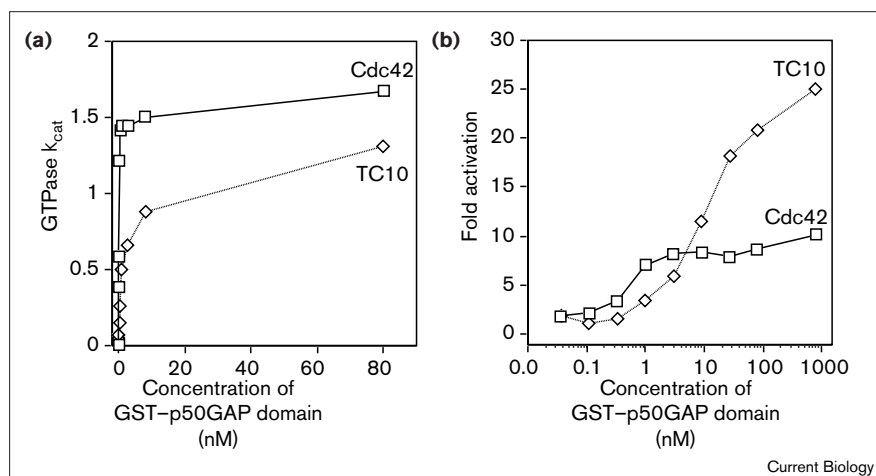 (a)
2
1.5
1
0.5
0
GTPase kcat
Cdc42
TC10
0 20 40 60 80
Concentration of
GST–p50GAP domain
(nM)
(b)
30
25
20
15
10
5
0
Fold activation
TC10
Cdc42
0.0 0.1 1 10 100 1000
Concentration of
GST–p50GAP domain
(nM)
Current Biology